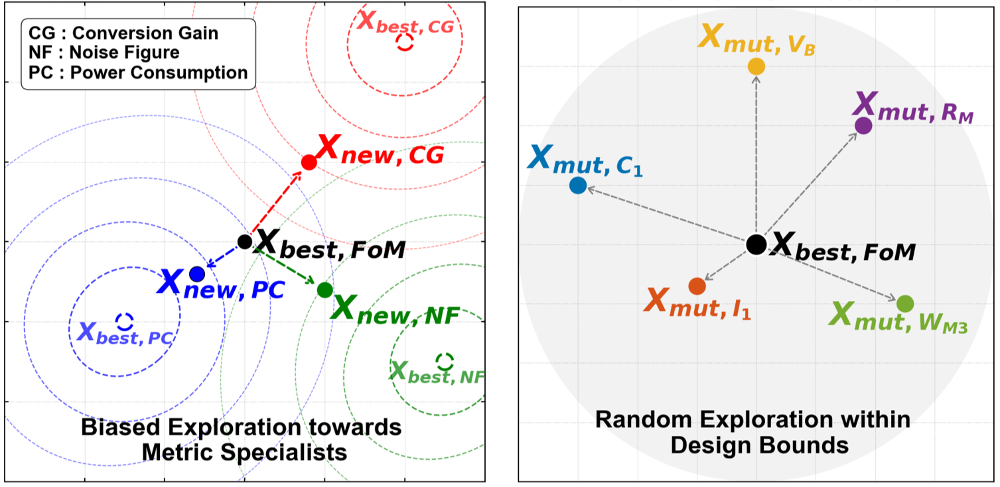 X_best, CG
CG : Conversion Gain
NF : Noise Figure
PC : Power Consumption
X_new, CG
X_best, FoM
X_new, PC
X_new, NF
X_best, PC
X_best, NF
Biased Exploration towards
Metric Specialists
X_mut, V_B
X_mut, R_M
X_mut, C_1
X_best, FoM
X_mut, I_1
X_mut, W_M3
Random Exploration within
Design Bounds